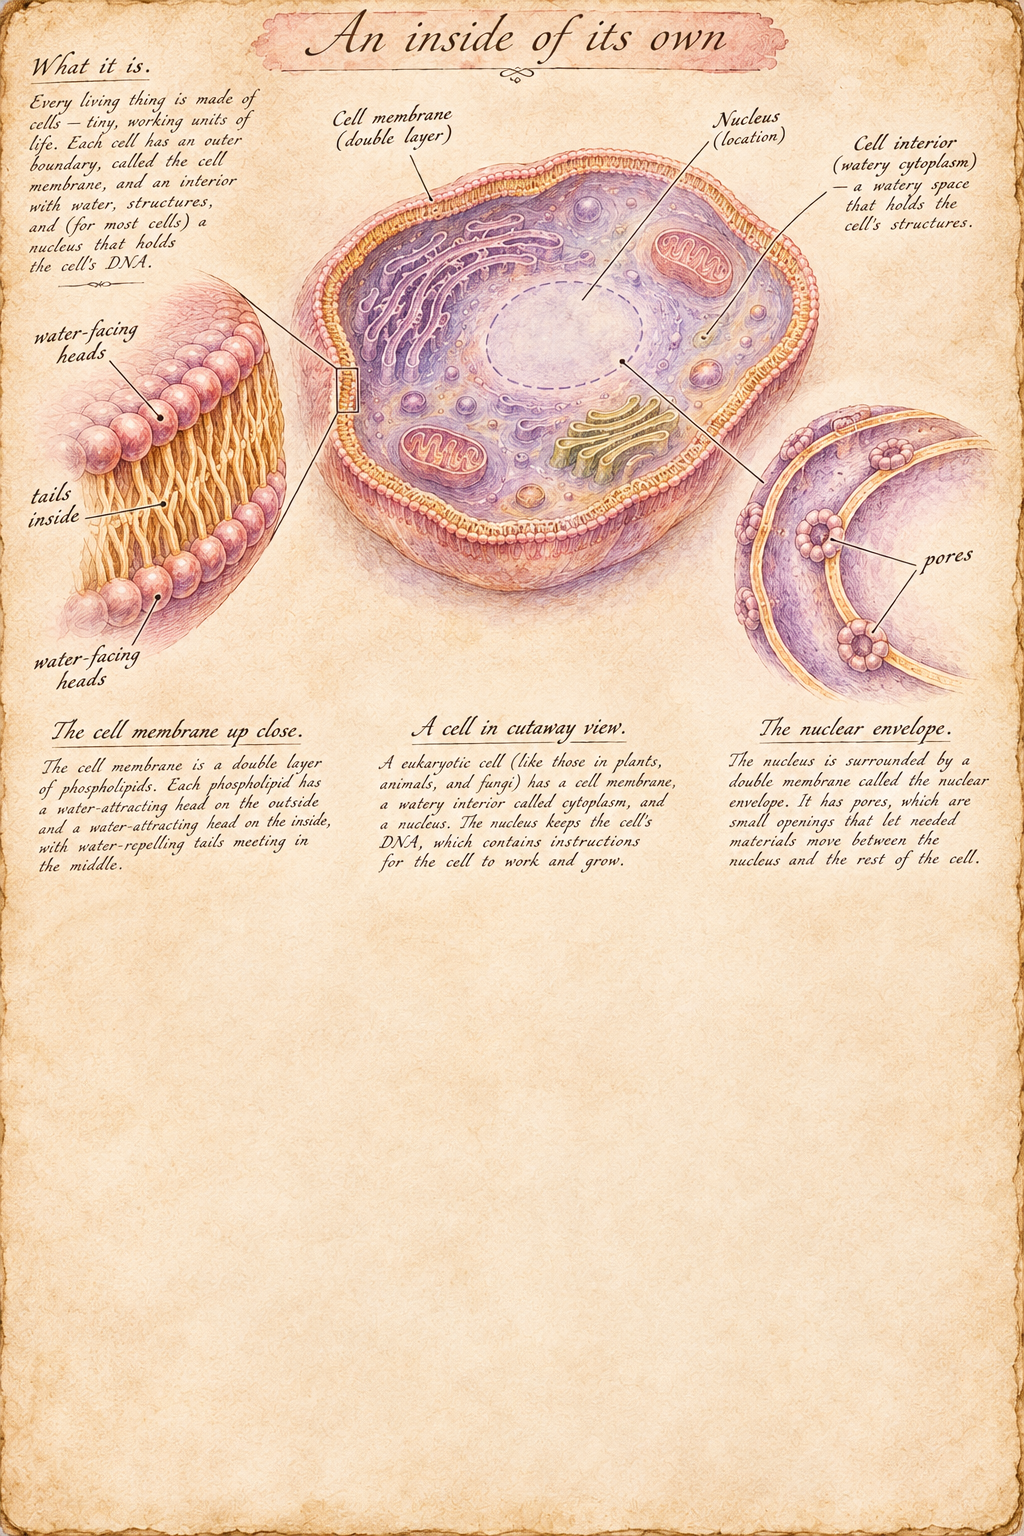 An inside of its own
What it is.
Every living thing is made of
cells — tiny, working units of
life. Each cell has an outer
boundary, called the cell
membrane, and an interior
with water, structures,
and (for most cells) a
nucleus that holds
the cell's DNA.
Cell membrane
(double layer)
Nucleus
(location)
Cell interior
(watery cytoplasm)
— a watery space
that holds the
cell's structures.
water-facing
heads
tails
inside
water-facing
heads
pores
The cell membrane up close.
The cell membrane is a double layer
of phospholipids. Each phospholipid has
a water-attracting head on the outside
and a water-attracting head on the inside,
with water-repelling tails meeting in
the middle.
A cell in cutaway view.
A eukaryotic cell (like those in plants,
animals, and fungi) has a cell membrane,
a watery interior called cytoplasm, and
a nucleus. The nucleus keeps the cell's
DNA, which contains instructions
for the cell to work and grow.
The nuclear envelope.
The nucleus is surrounded by a
double membrane called the nuclear
envelope. It has pores, which are
small openings that let needed
materials move between the
nucleus and the rest of the cell.